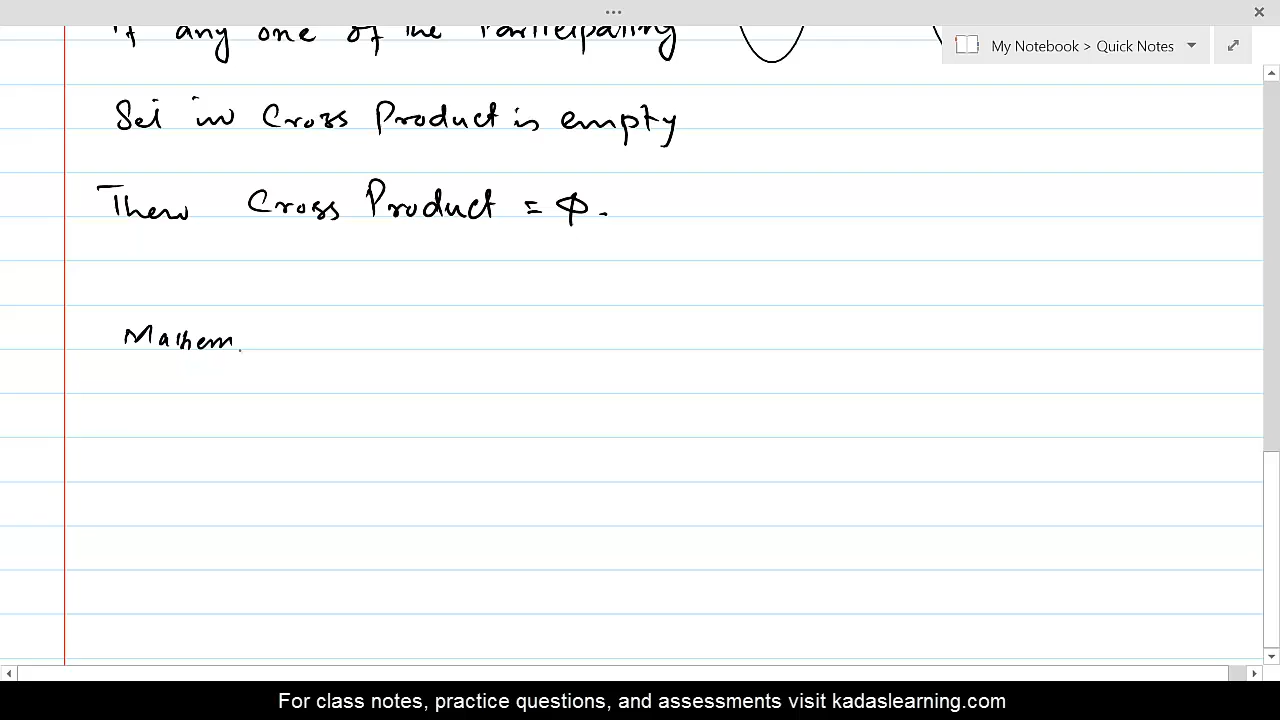 ...
×
My Notebook > Quick Notes
If any one of the Participating
Set in Cross Product is empty
Then Cross Product = ϕ.
Mathem
For class notes, practice questions, and assessments visit kadaslearning.com